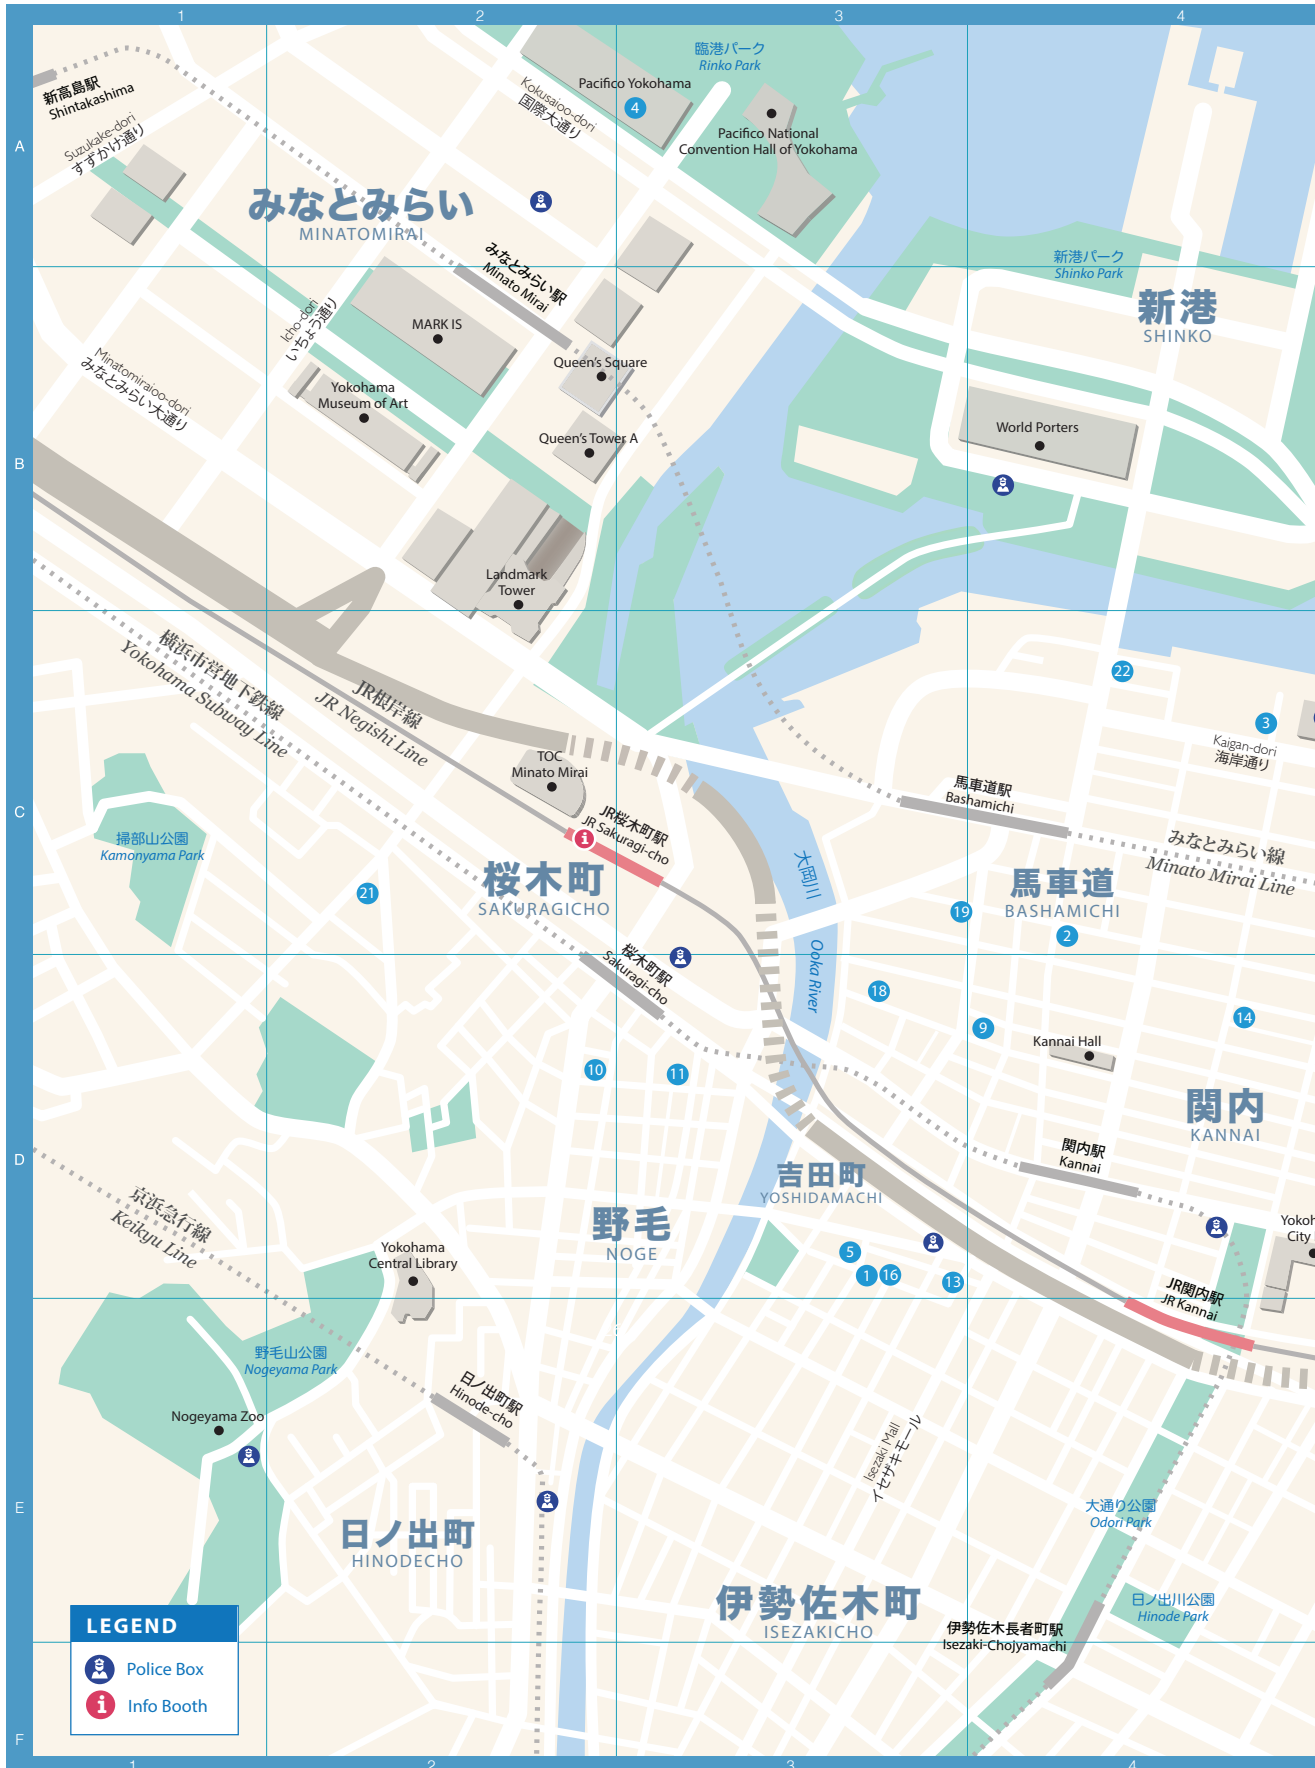 1
2
3
4
A
B
C
D
E
F
新高島駅
Shintakashima
Suzukake-dori
すずかけ通り
みなとみらい
MINATOMIRAI
Kokusaioo-dori
国際大通り
Pacifico Yokohama
4
臨港パーク
Rinko Park
Pacifico National
Convention Hall of Yokohama
新港パーク
Shinko Park
新港
SHINKO
みなとみらい駅
Minato Mirai
Icho-dori
いちょう通り
MARK IS
Minatomiraioo-dori
みなとみらい大通り
Yokohama
Museum of Art
Queen's Square
Queen's Tower A
World Porters
Landmark
Tower
横浜市営地下鉄線
Yokohama Subway Line
JR根岸線
JR Negishi Line
TOC
Minato Mirai
JR桜木町駅
JR Sakuragi-cho
22
3
Kaigan-dori
海岸通り
馬車道駅
Bashamichi
みなとみらい線
Minato Mirai Line
掃部山公園
Kamonyama Park
21
桜木町
SAKURAGICHO
大岡川
Ooka River
馬車道
BASHAMICHI
19
2
桜木町駅
Sakuragi-cho
18
9
14
Kannai Hall
10
11
関内
KANNAI
関内駅
Kannai
吉田町
YOSHIDAMACHI
京浜急行線
Keikyu Line
野毛
NOGE
Yokohama
Central Library
5
1
16
13
Yokoh
City
JR関内駅
JR Kannai
野毛山公園
Nogeyama Park
Nogeyama Zoo
日ノ出町駅
Hinode-cho
Isezaki Mall
イセザキモール
大通り公園
Odori Park
日ノ出町
HINODECHO
伊勢佐木町
ISEZAKICHO
日ノ出川公園
Hinode Park
伊勢佐木長者町駅
Isezaki-Chojyamachi
LEGEND
Police Box
Info Booth
1
2
3
4